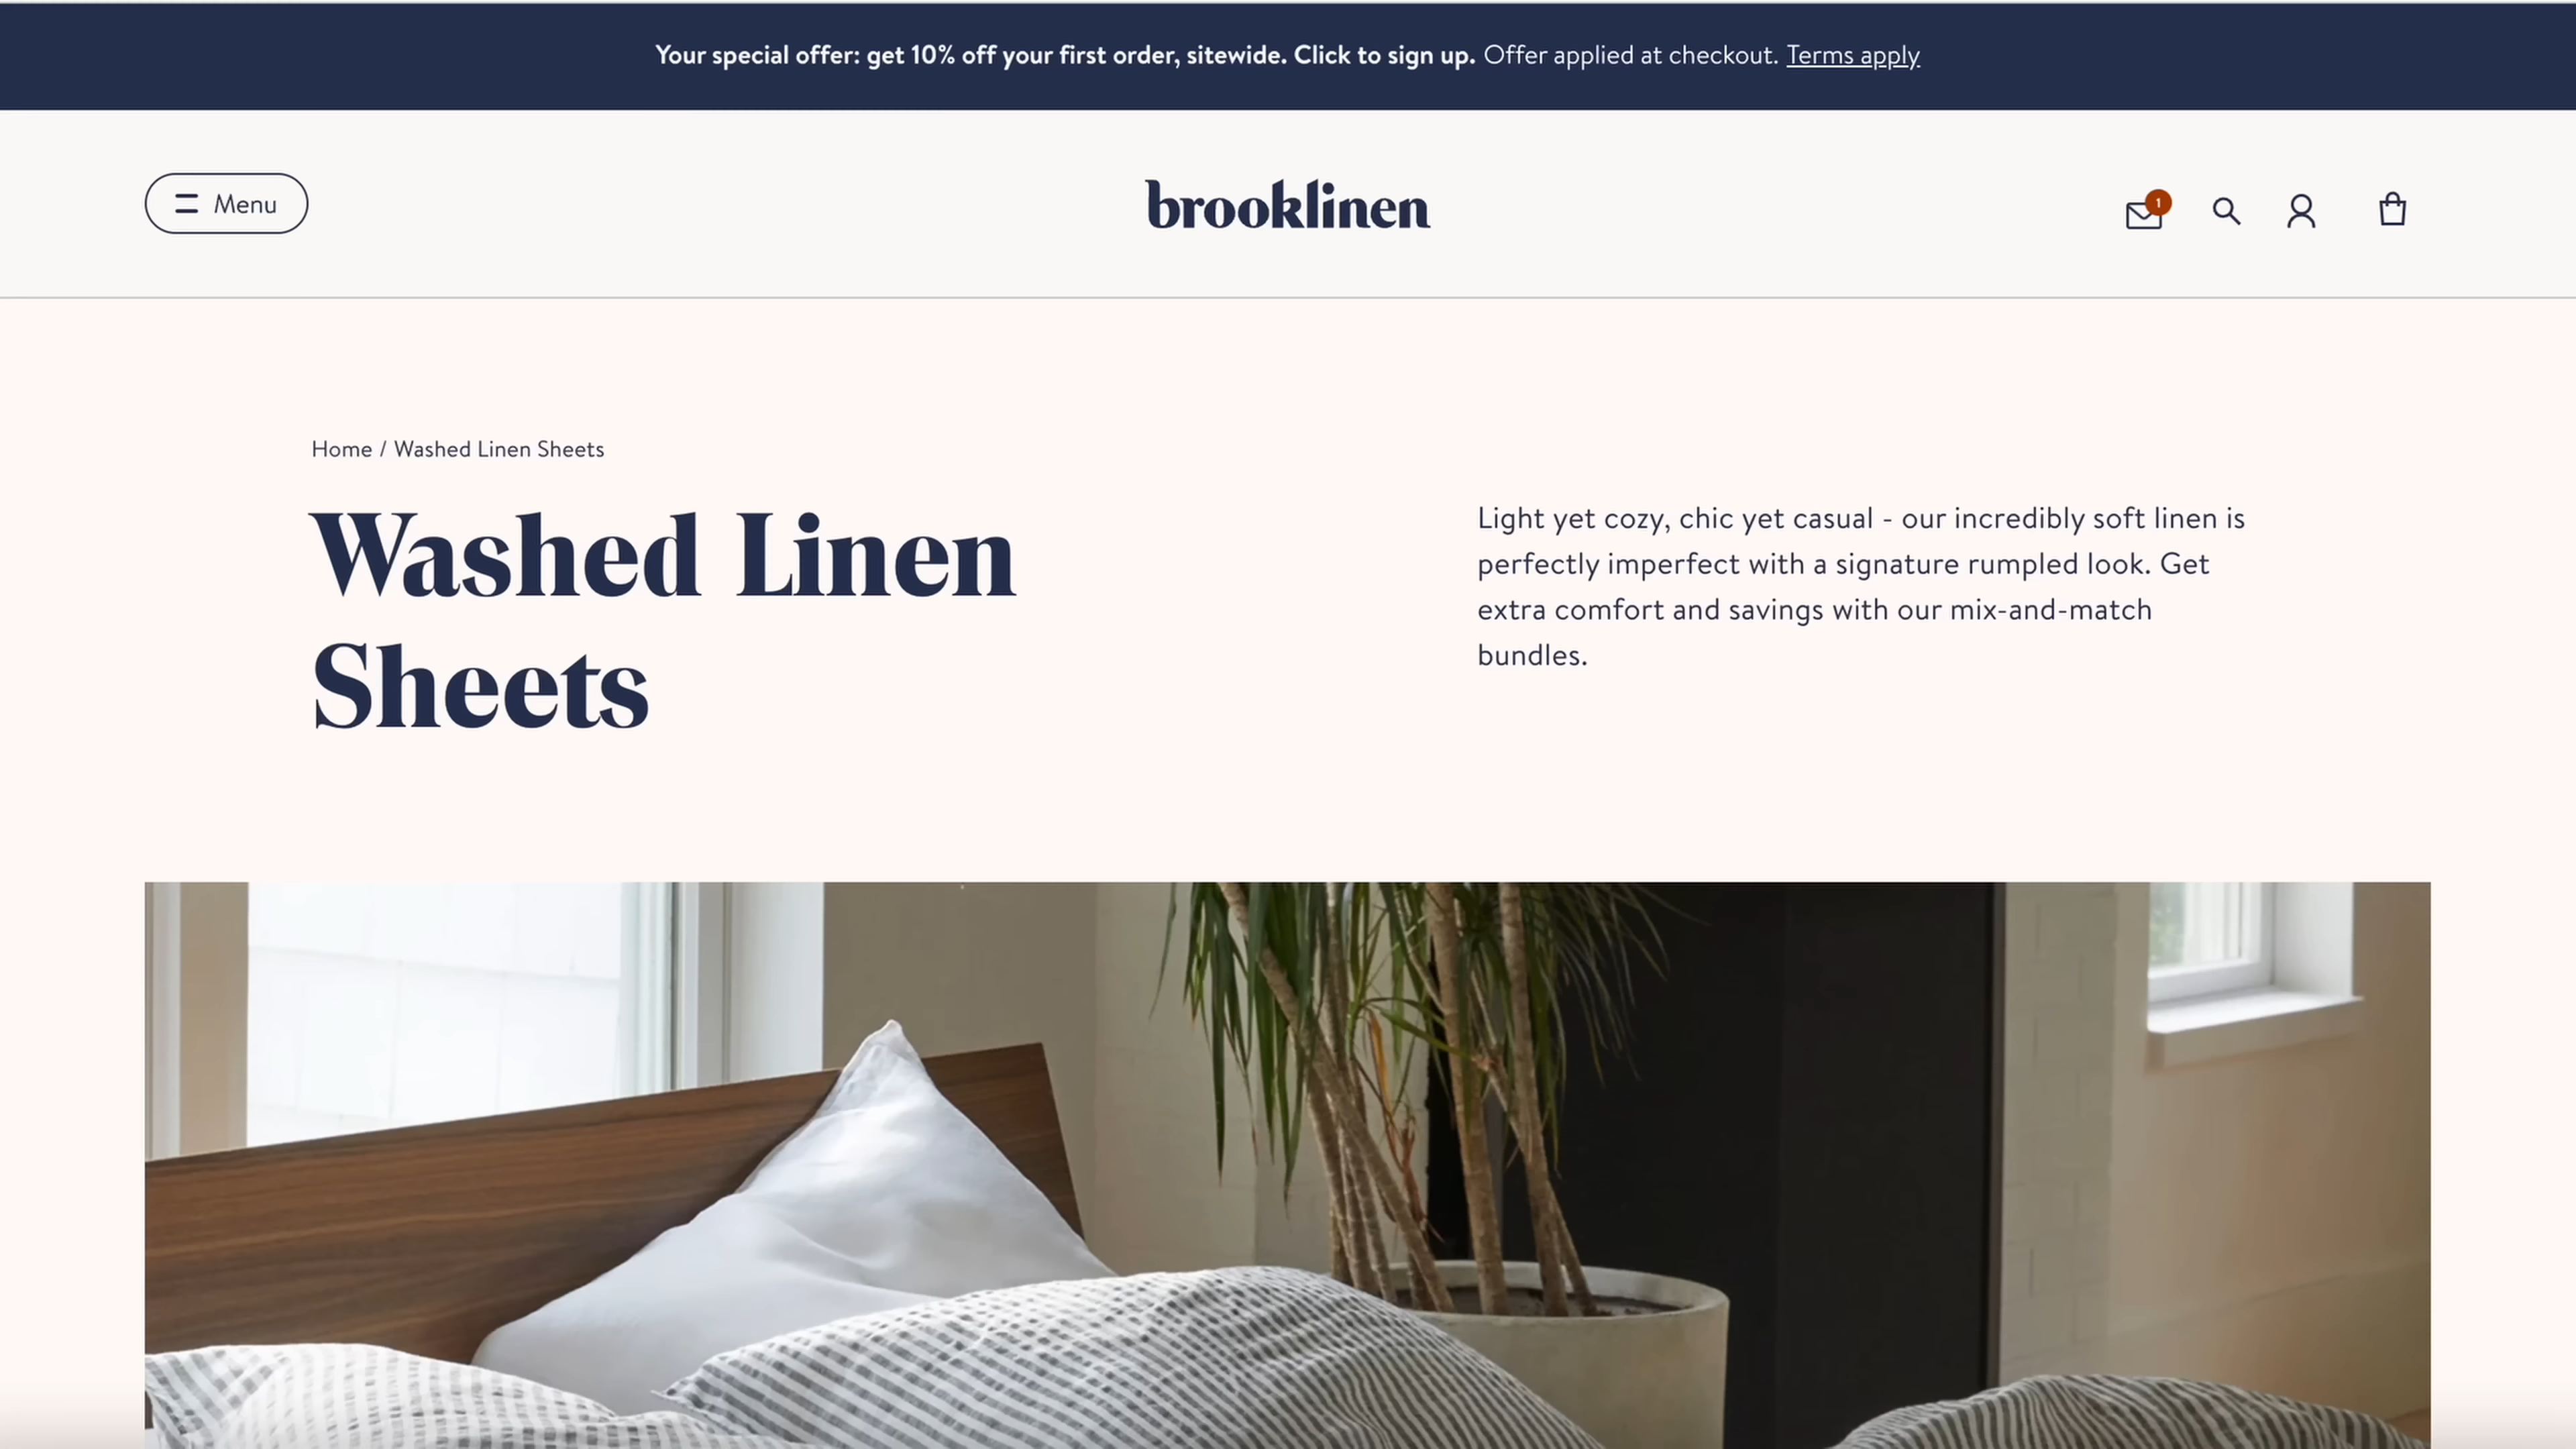 Your special offer: get 10% off your first order, sitewide. Click to sign up. Offer applied at checkout. Terms apply
Menu
brooklinen
1
Home / Washed Linen Sheets
Washed Linen
Sheets
Light yet cozy, chic yet casual - our incredibly soft linen is
perfectly imperfect with a signature rumpled look. Get
extra comfort and savings with our mix-and-match
bundles.